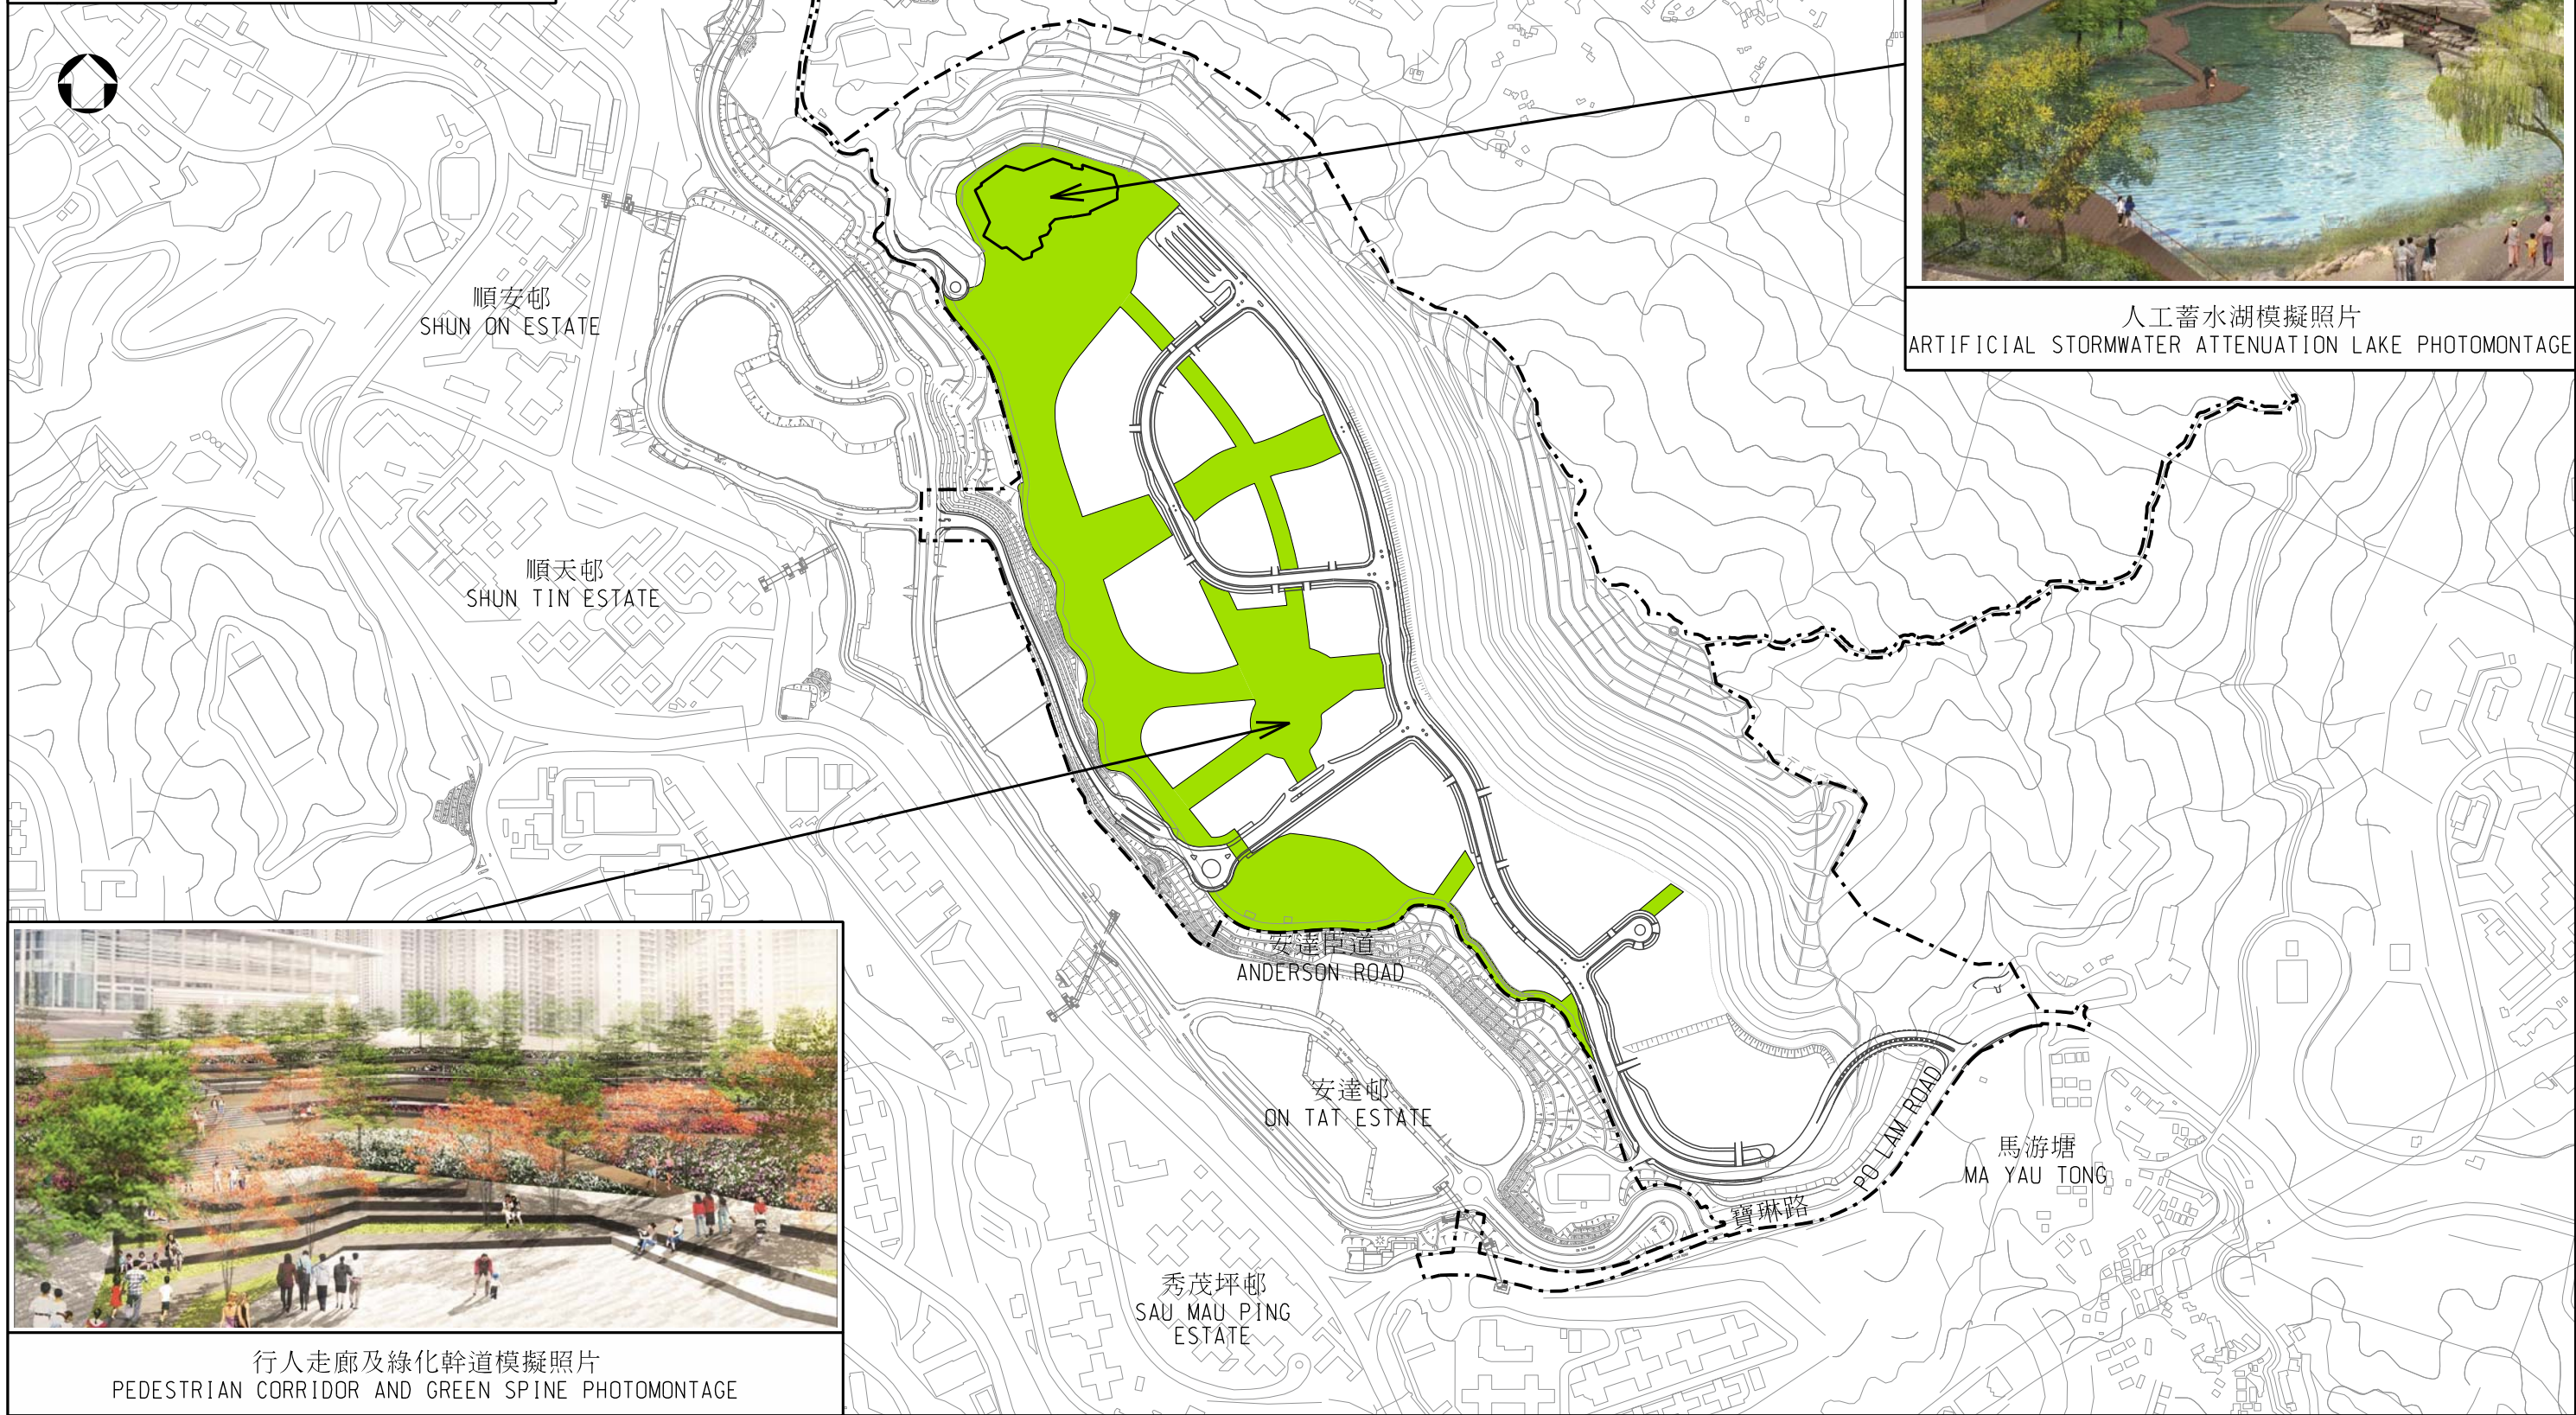 人工蓄水湖模擬照片
ARTIFICIAL STORMWATER ATTENUATION LAKE PHOTOMONTAGE
順安邨
SHUN ON ESTATE
順天邨
SHUN TIN ESTATE
安達臣道
ANDERSON ROAD
安達邨
ON TAT ESTATE
PO LAM ROAD
寶琳路
馬游塘
MA YAU TONG
秀茂坪邨
SAU MAU PING
ESTATE
行人走廊及綠化幹道模擬照片
PEDESTRIAN CORRIDOR AND GREEN SPINE PHOTOMONTAGE